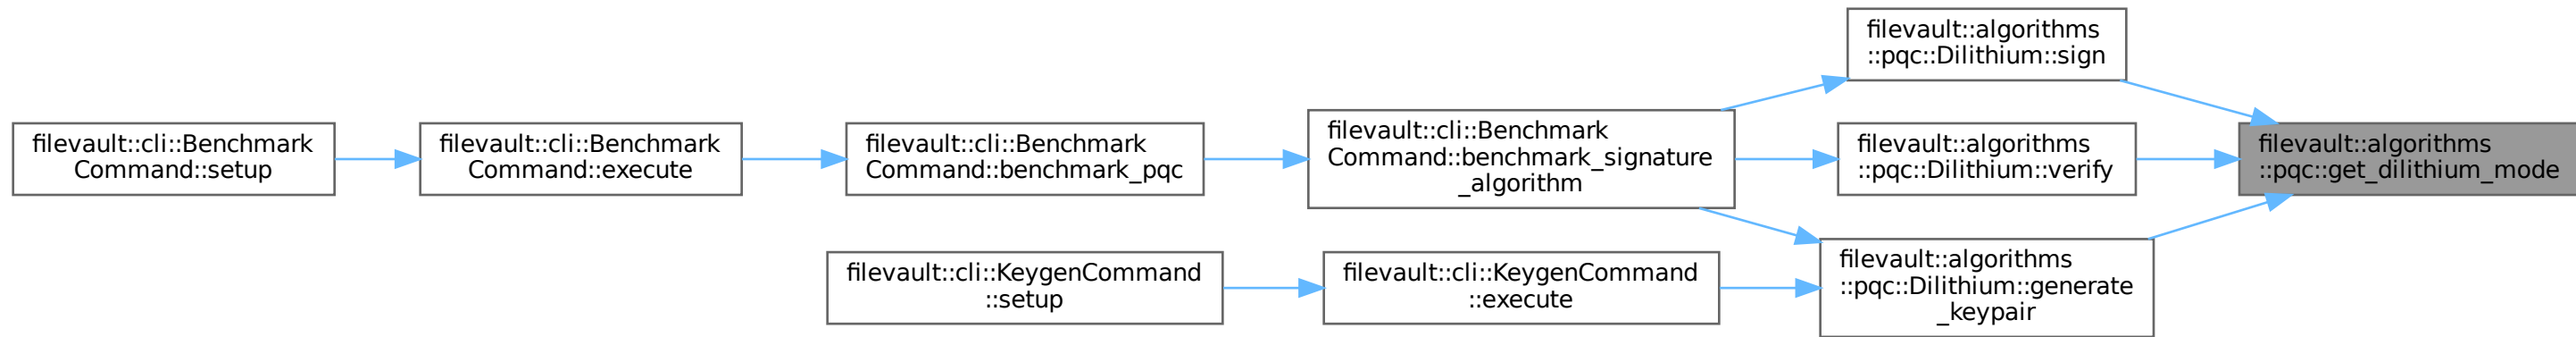 filevault::cli::Benchmark
Command::setup
filevault::cli::Benchmark
Command::execute
filevault::cli::Benchmark
Command::benchmark_pqc
filevault::cli::Benchmark
Command::benchmark_signature
_algorithm
filevault::algorithms
::pqc::Dilithium::sign
filevault::algorithms
::pqc::Dilithium::verify
filevault::algorithms
::pqc::get_dilithium_mode
filevault::cli::KeygenCommand
::setup
filevault::cli::KeygenCommand
::execute
filevault::algorithms
::pqc::Dilithium::generate
_keypair